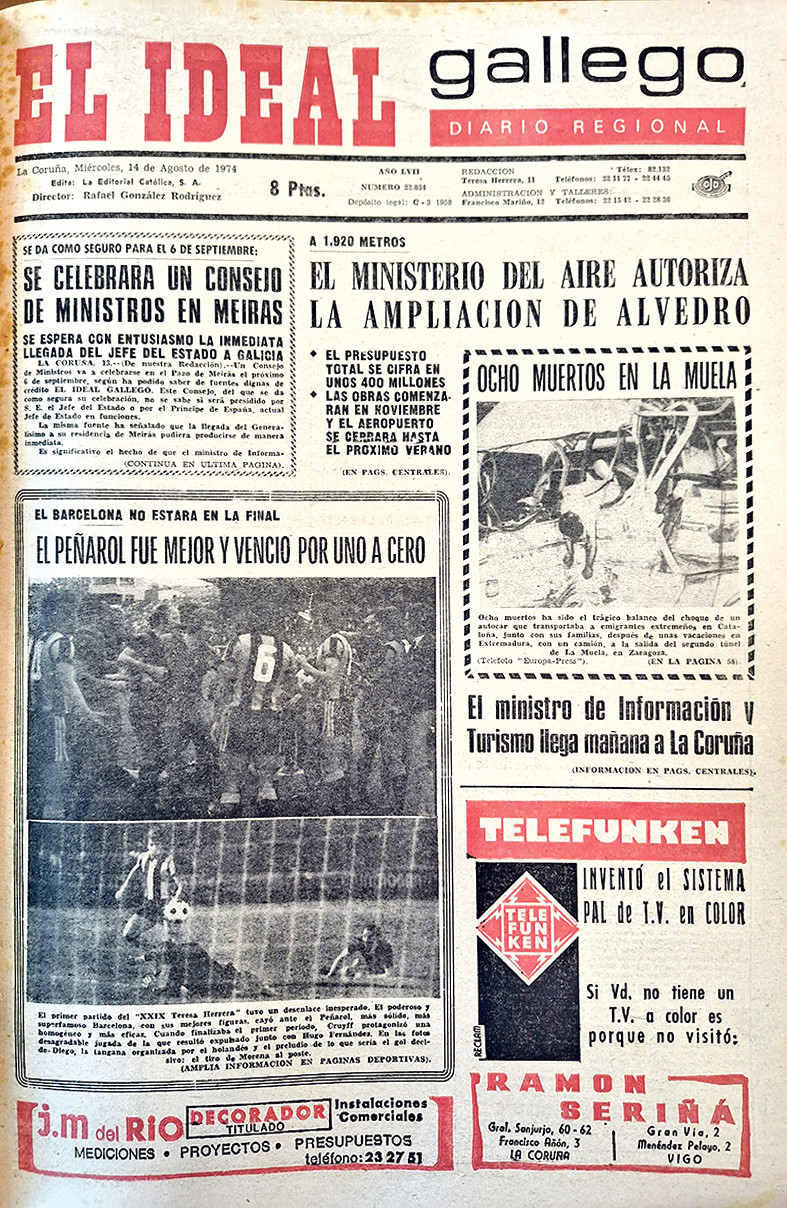 EL IDEAL
gallego
DIARIO REGIONAL
La Coruña, Miércoles, 14 de Agosto de 1974
Edita: La Editorial Católica, S. A.
Director: Rafael González Rodríguez
8 Ptas.
AÑO LVII
NUMERO 22.034
Depósito legal: C-3 1958
REDACCION
Télex: 82.132
Teresa Herrera, 11 Teléfonos: 22 11 77 - 22 44 45
ADMINISTRACION Y TALLERES:
Francisco Mariño, 12 Teléfonos: 22 15 42 - 22 28 30
SE DA COMO SEGURO PARA EL 6 DE SEPTIEMBRE:
SE CELEBRARA UN CONSEJO
DE MINISTROS EN MEIRAS
SE ESPERA CON ENTUSIASMO LA INMEDIATA
LLEGADA DEL JEFE DEL ESTADO A GALICIA
LA CORUÑA, 13.—(De nuestra Redacción).—Un Consejo
de Ministros va a celebrarse en el Pazo de Meirás el próximo
6 de septiembre, según ha podido saber de fuentes dignas de
crédito EL IDEAL GALLEGO. Este Consejo, del que se da
como segura su celebración, no se sabe si será presidido por
S. E. el Jefe del Estado o por el Príncipe de España, actual
Jefe de Estado en funciones.
La misma fuente ha señalado que la llegada del Genera-
lísimo a su residencia de Meirás pudiera producirse de manera
inmediata.
Es significativo el hecho de que el ministro de Informa-
(CONTINUA EN ULTIMA PAGINA).
A 1.920 METROS
EL MINISTERIO DEL AIRE AUTORIZA
LA AMPLIACION DE ALVEDRO
◆ EL PRESUPUESTO
TOTAL SE CIFRA EN
UNOS 400 MILLONES
◆ LAS OBRAS COMENZA-
RAN EN NOVIEMBRE
Y EL AEROPUERTO
SE CERRARA HASTA
EL PROXIMO VERANO
(EN PAGS. CENTRALES).
OCHO MUERTOS EN LA MUELA
Ocho muertos ha sido el trágico balance del choque de un
autocar que transportaba a emigrantes extremeños en Cata-
luña, junto con sus familias, después de unas vacaciones en
Extremadura, con un camión, a la salida del segundo túnel
de La Muela, en Zaragoza.
(Telefoto "Europa-Press"). (EN LA PAGINA 58).
El ministro de Información y
Turismo llega mañana a La Coruña
(INFORMACION EN PAGS. CENTRALES).
EL BARCELONA NO ESTARA EN LA FINAL
EL PEÑAROL FUE MEJOR Y VENCIO POR UNO A CERO
6
El primer partido del "XXIX Teresa Herrera" tuvo un desenlace inesperado. El poderoso y
superfamoso Barcelona, con sus mejores figuras, cayó ante el Peñarol, más sólido, más
homogéneo y más eficaz. Cuando finalizaba el primer período, Cruyff protagonizó una
desagradable jugada de la que resultó expulsado junto con Hugo Fernández. En las fotos
de Diego, la tangana organizada por el holandés y el preludio de lo que sería el gol deci-
sivo: el tiro de Morena al poste.
(AMPLIA INFORMACION EN PAGINAS DEPORTIVAS).
TELEFUNKEN
INVENTÓ el SISTEMA
PAL de T.V. en COLOR
TELE
FUN
KEN
RECLAM
Si Vd. no tiene un
T.V. a color es
porque no visitó:
RAMON
SERIÑÁ
Gral. Sanjurjo, 60-62
Francisco Añón, 3
LA CORUÑA
Gran Via, 2
Menéndez Pelayo, 2
VIGO
j.m del RIO
DECORADOR
TITULADO
Instalaciones
Comerciales
MEDICIONES • PROYECTOS • PRESUPUESTOS
teléfono: 23 27 51